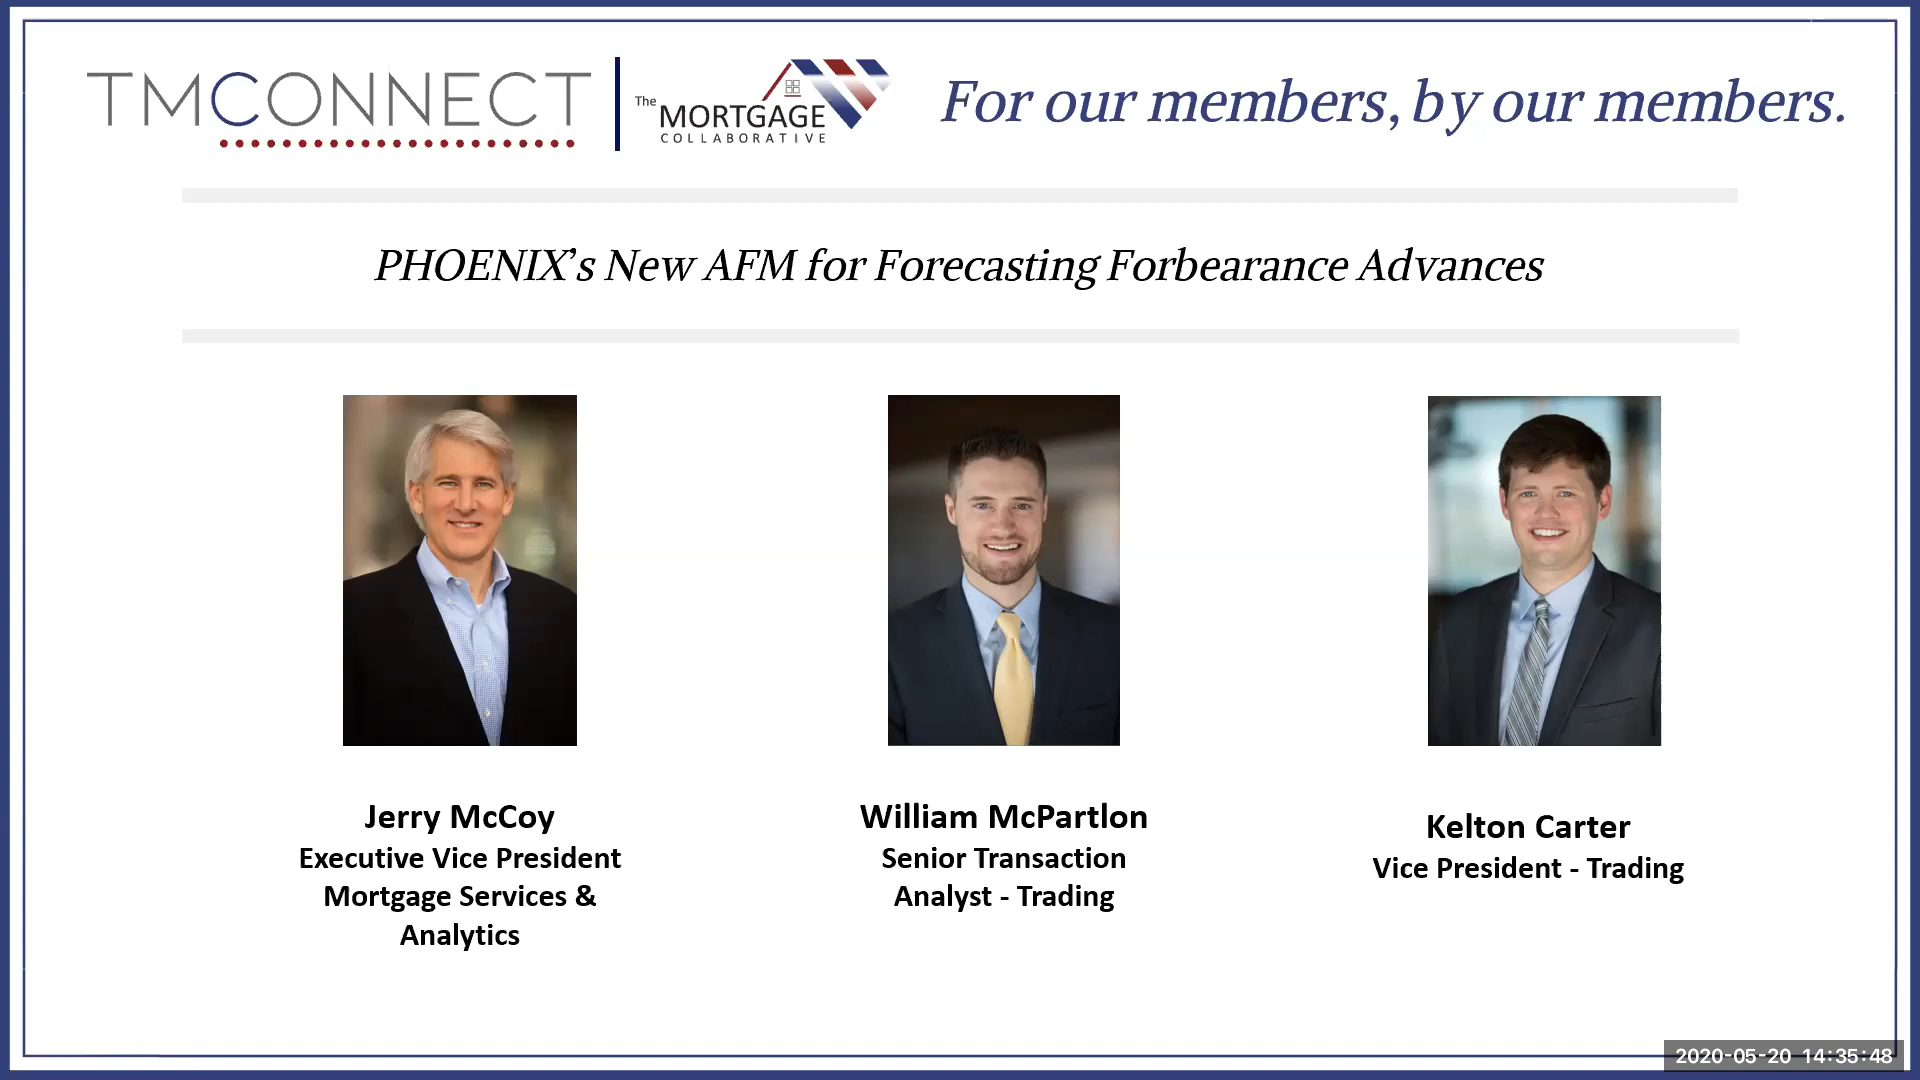 TMCONNECT
The
MORTGAGE
COLLABORATIVE
For our members, by our members.
PHOENIX’s New AFM for Forecasting Forbearance Advances
Jerry McCoy
Executive Vice President
Mortgage Services &
Analytics
William McPartlon
Senior Transaction
Analyst - Trading
Kelton Carter
Vice President - Trading
2020-05-20 14:35:48